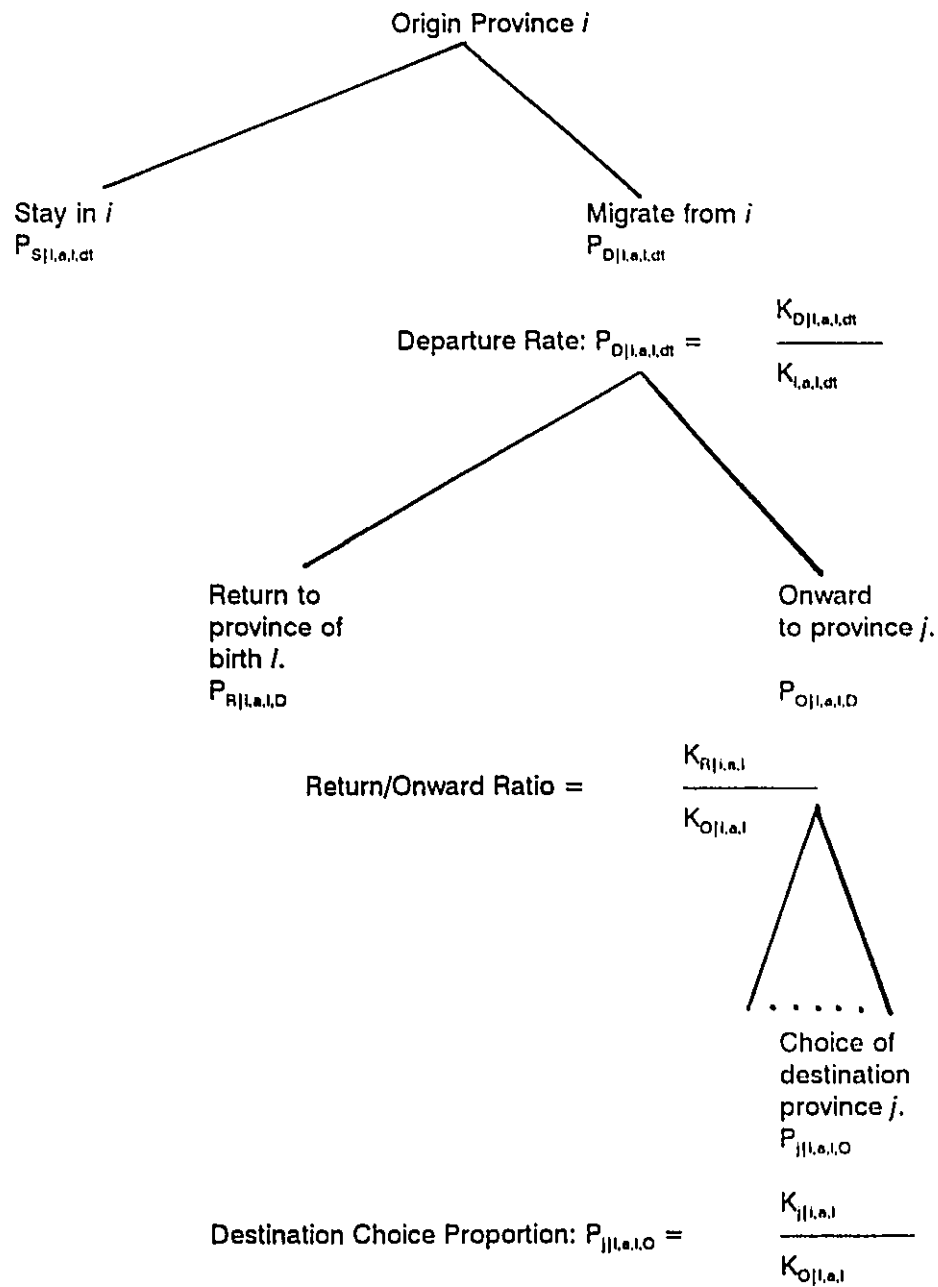 Origin Province i
Stay in i
Migrate from i
P_S|i,a,l,dt
P_D|i,a,l,dt
Departure Rate: P_D|i,a,l,dt =
K_D|i,a,l,dt
K_i,a,l,dt
Return to
province of
birth l.
P_R|i,a,l,D
Onward
to province j.
P_O|i,a,l,D
Return/Onward Ratio =
K_R|i,a,l
K_O|i,a,l
. . . . .
Choice of
destination
province j.
P_j|i,a,l,O
Destination Choice Proportion: P_j|i,a,l,O =
K_j|i,a,l
K_O|i,a,l